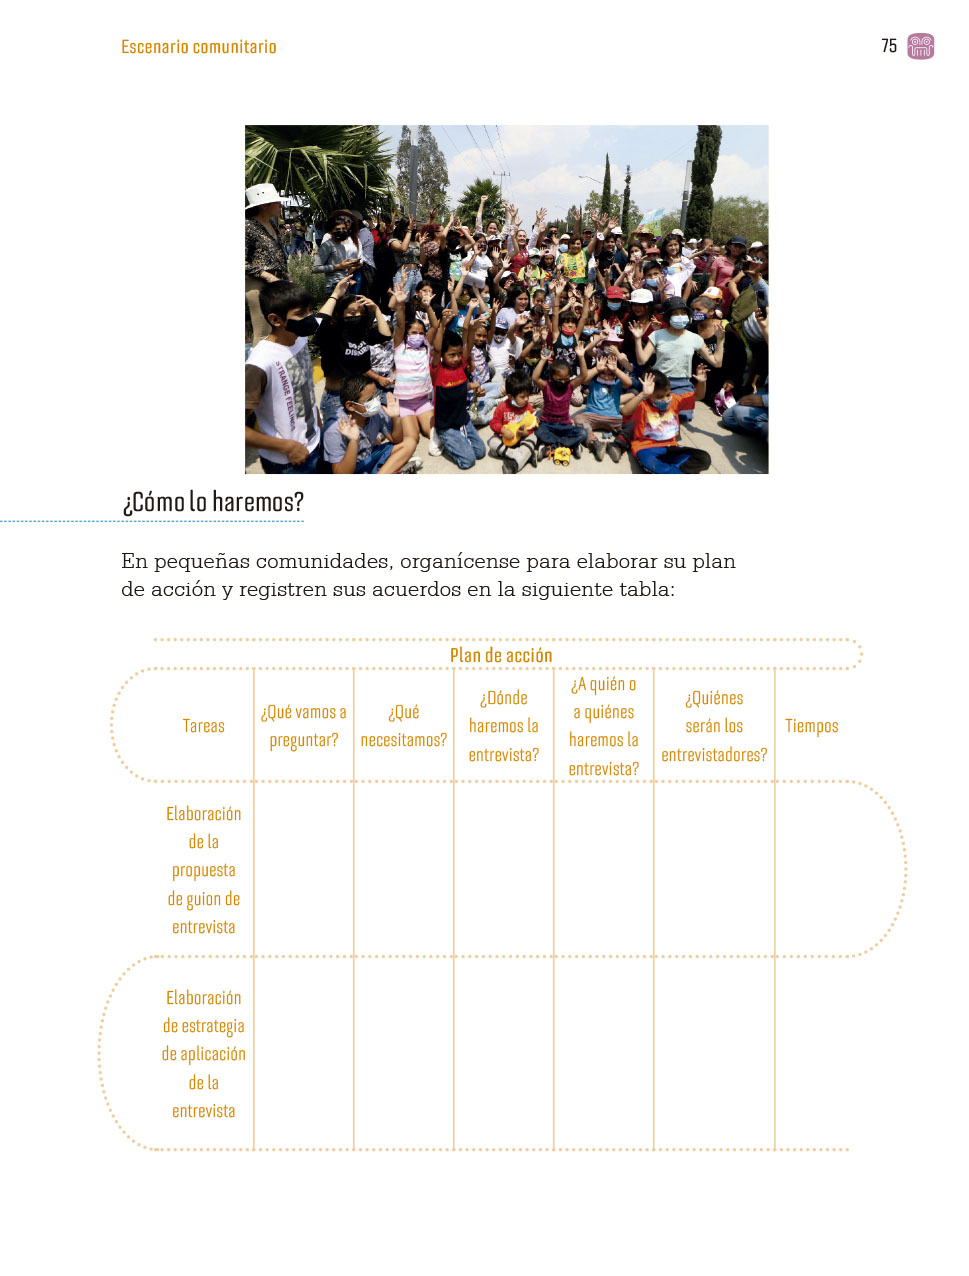 Escenario comunitario
75
STRANGE FEELINGS
¿Cómo lo haremos?
En pequeñas comunidades, organícense para elaborar su plan
de acción y registren sus acuerdos en la siguiente tabla:
Plan de acción
Tareas
¿Qué vamos a
preguntar?
¿Qué
necesitamos?
¿Dónde
haremos la
entrevista?
¿A quién o
a quiénes
haremos la
entrevista?
¿Quiénes
serán los
entrevistadores?
Tiempos
Elaboración
de la
propuesta
de guion de
entrevista
Elaboración
de estrategia
de aplicación
de la
entrevista